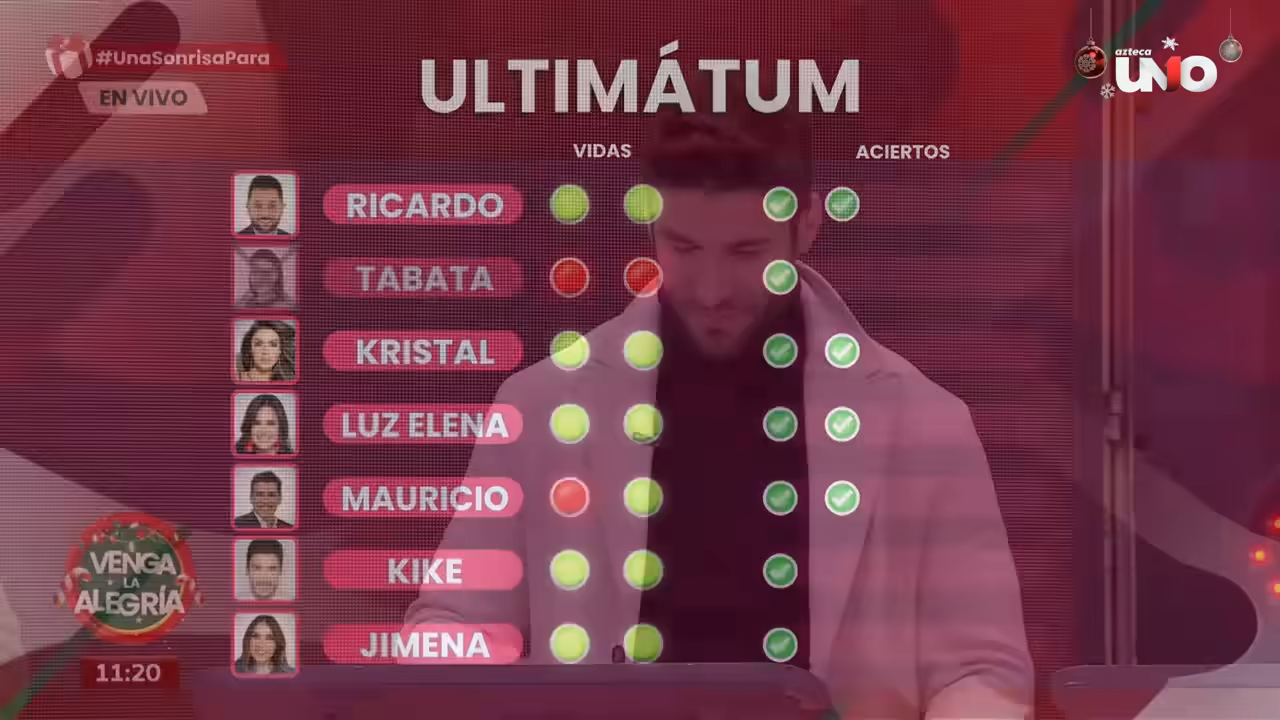 #UnaSonrisaPara
EN VIVO
ULTIMÁTUM
azteca
UNO
VIDAS
ACIERTOS
RICARDO
TABATA
KRISTAL
LUZ ELENA
MAURICIO
KIKE
JIMENA
VENGA
LA
ALEGRÍA
11:20